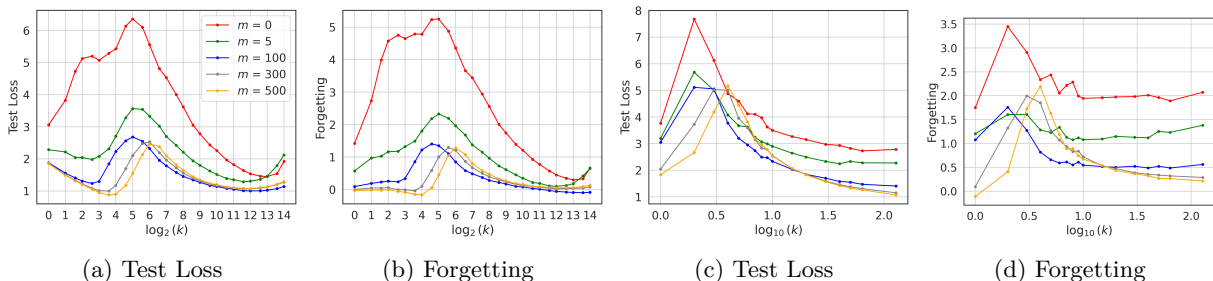 Test Loss
6
5
4
3
2
1
0 1 2 3 4 5 6 7 8 9 10 11 12 13 14
log₂(k)
m = 0
m = 5
m = 100
m = 300
m = 500
(a) Test Loss
Forgetting
5
4
3
2
1
0
0 1 2 3 4 5 6 7 8 9 10 11 12 13 14
log₂(k)
(b) Forgetting
Test Loss
8
7
6
5
4
3
2
1
0.0 0.5 1.0 1.5 2.0
log₁₀(k)
(c) Test Loss
Forgetting
3.5
3.0
2.5
2.0
1.5
1.0
0.5
0.0
0.0 0.5 1.0 1.5 2.0
log₁₀(k)
(d) Forgetting